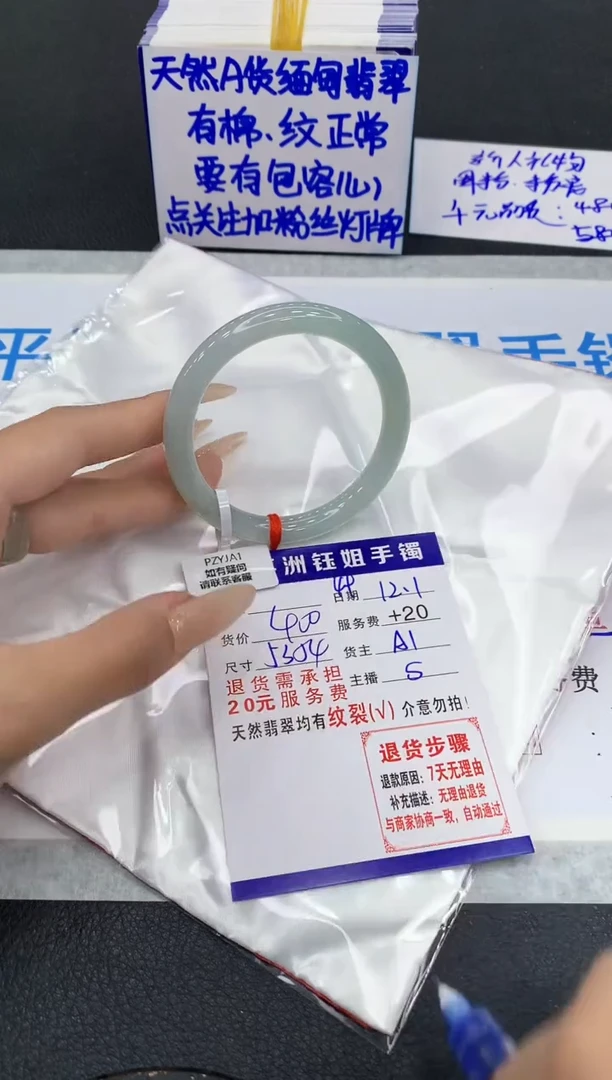 天然A货缅甸翡翠
有棉、纹正常
要有包容(心)
点关注加粉丝灯牌
平
手镯
PZYJA1
如有疑问
请联系客服
洲钰姐手镯
日期 12.1
货价 400 服务费 +20
尺寸 5304 货主 A1
退货需承担 主播 S
20元服务费
天然翡翠均有纹裂(√) 介意勿拍!
退货步骤
退款原因: 7天无理由
补充描述: 无理由退货
与商家协商一致,自动通过
费